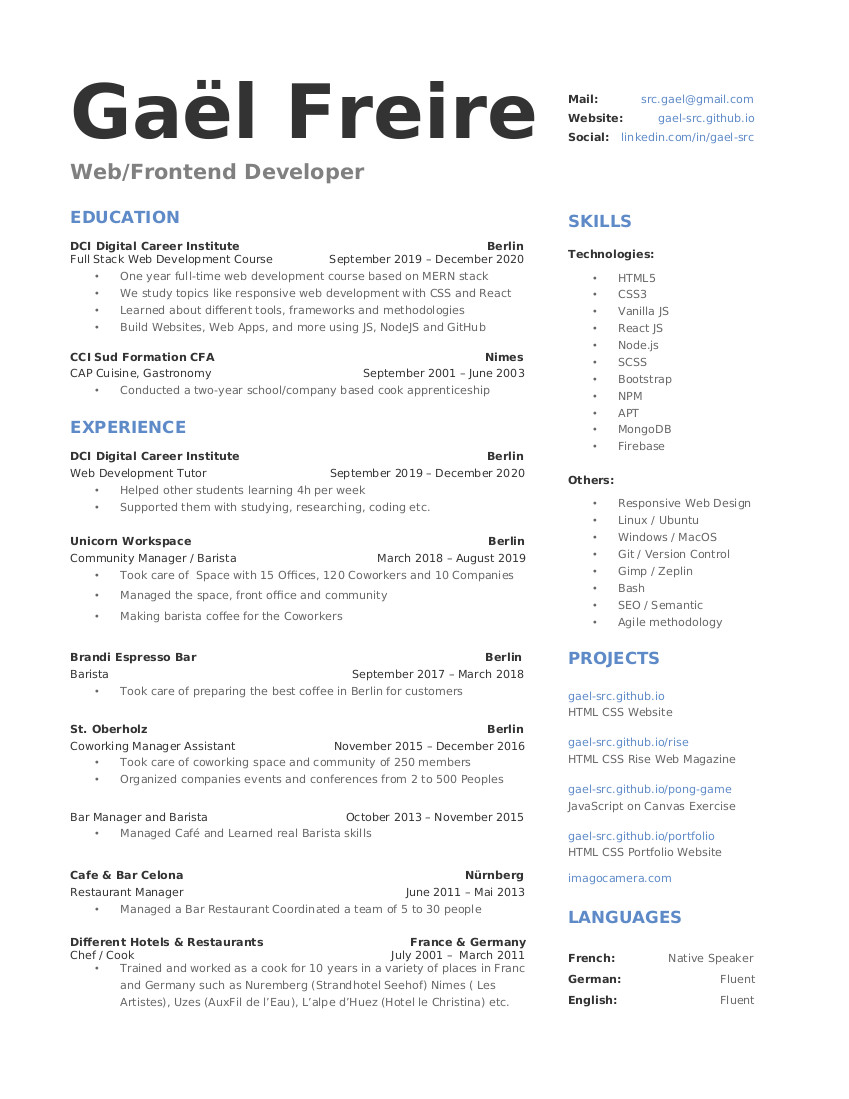 Gaël Freire
Web/Frontend Developer
Mail: src.gael@gmail.com
Website: gael-src.github.io
Social: linkedin.com/in/gael-src
EDUCATION
DCI Digital Career Institute Berlin
Full Stack Web Development Course September 2019 – December 2020
• One year full-time web development course based on MERN stack
• We study topics like responsive web development with CSS and React
• Learned about different tools, frameworks and methodologies
• Build Websites, Web Apps, and more using JS, NodeJS and GitHub
CCI Sud Formation CFA Nimes
CAP Cuisine, Gastronomy September 2001 – June 2003
• Conducted a two-year school/company based cook apprenticeship
EXPERIENCE
DCI Digital Career Institute Berlin
Web Development Tutor September 2019 – December 2020
• Helped other students learning 4h per week
• Supported them with studying, researching, coding etc.
Unicorn Workspace Berlin
Community Manager / Barista March 2018 – August 2019
• Took care of  Space with 15 Offices, 120 Coworkers and 10 Companies
• Managed the space, front office and community
• Making barista coffee for the Coworkers
Brandi Espresso Bar Berlin
Barista September 2017 – March 2018
• Took care of preparing the best coffee in Berlin for customers
St. Oberholz Berlin
Coworking Manager Assistant November 2015 – December 2016
• Took care of coworking space and community of 250 members
• Organized companies events and conferences from 2 to 500 Peoples
Bar Manager and Barista October 2013 – November 2015
• Managed Café and Learned real Barista skills
Cafe & Bar Celona Nürnberg
Restaurant Manager June 2011 – Mai 2013
• Managed a Bar Restaurant Coordinated a team of 5 to 30 people
Different Hotels & Restaurants France & Germany
Chef / Cook July 2001 –  March 2011
• Trained and worked as a cook for 10 years in a variety of places in Franc
and Germany such as Nuremberg (Strandhotel Seehof) Nimes ( Les
Artistes), Uzes (AuxFil de l’Eau), L’alpe d’Huez (Hotel le Christina) etc.
SKILLS
Technologies:
• HTML5
• CSS3
• Vanilla JS
• React JS
• Node.js
• SCSS
• Bootstrap
• NPM
• APT
• MongoDB
• Firebase
Others:
• Responsive Web Design
• Linux / Ubuntu
• Windows / MacOS
• Git / Version Control
• Gimp / Zeplin
• Bash
• SEO / Semantic
• Agile methodology
PROJECTS
gael-src.github.io
HTML CSS Website
gael-src.github.io/rise
HTML CSS Rise Web Magazine
gael-src.github.io/pong-game
JavaScript on Canvas Exercise
gael-src.github.io/portfolio
HTML CSS Portfolio Website
imagocamera.com
LANGUAGES
French: Native Speaker
German: Fluent
English: Fluent